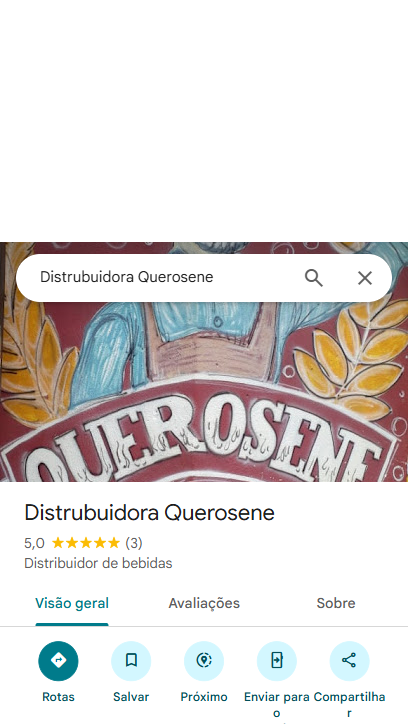 Distrubuidora Querosene
QUEROSENE
Distrubuidora Querosene
5,0 (3)
Distribuidor de bebidas
Visão geral Avaliações Sobre
Rotas Salvar Próximo Enviar para o Compartilhar